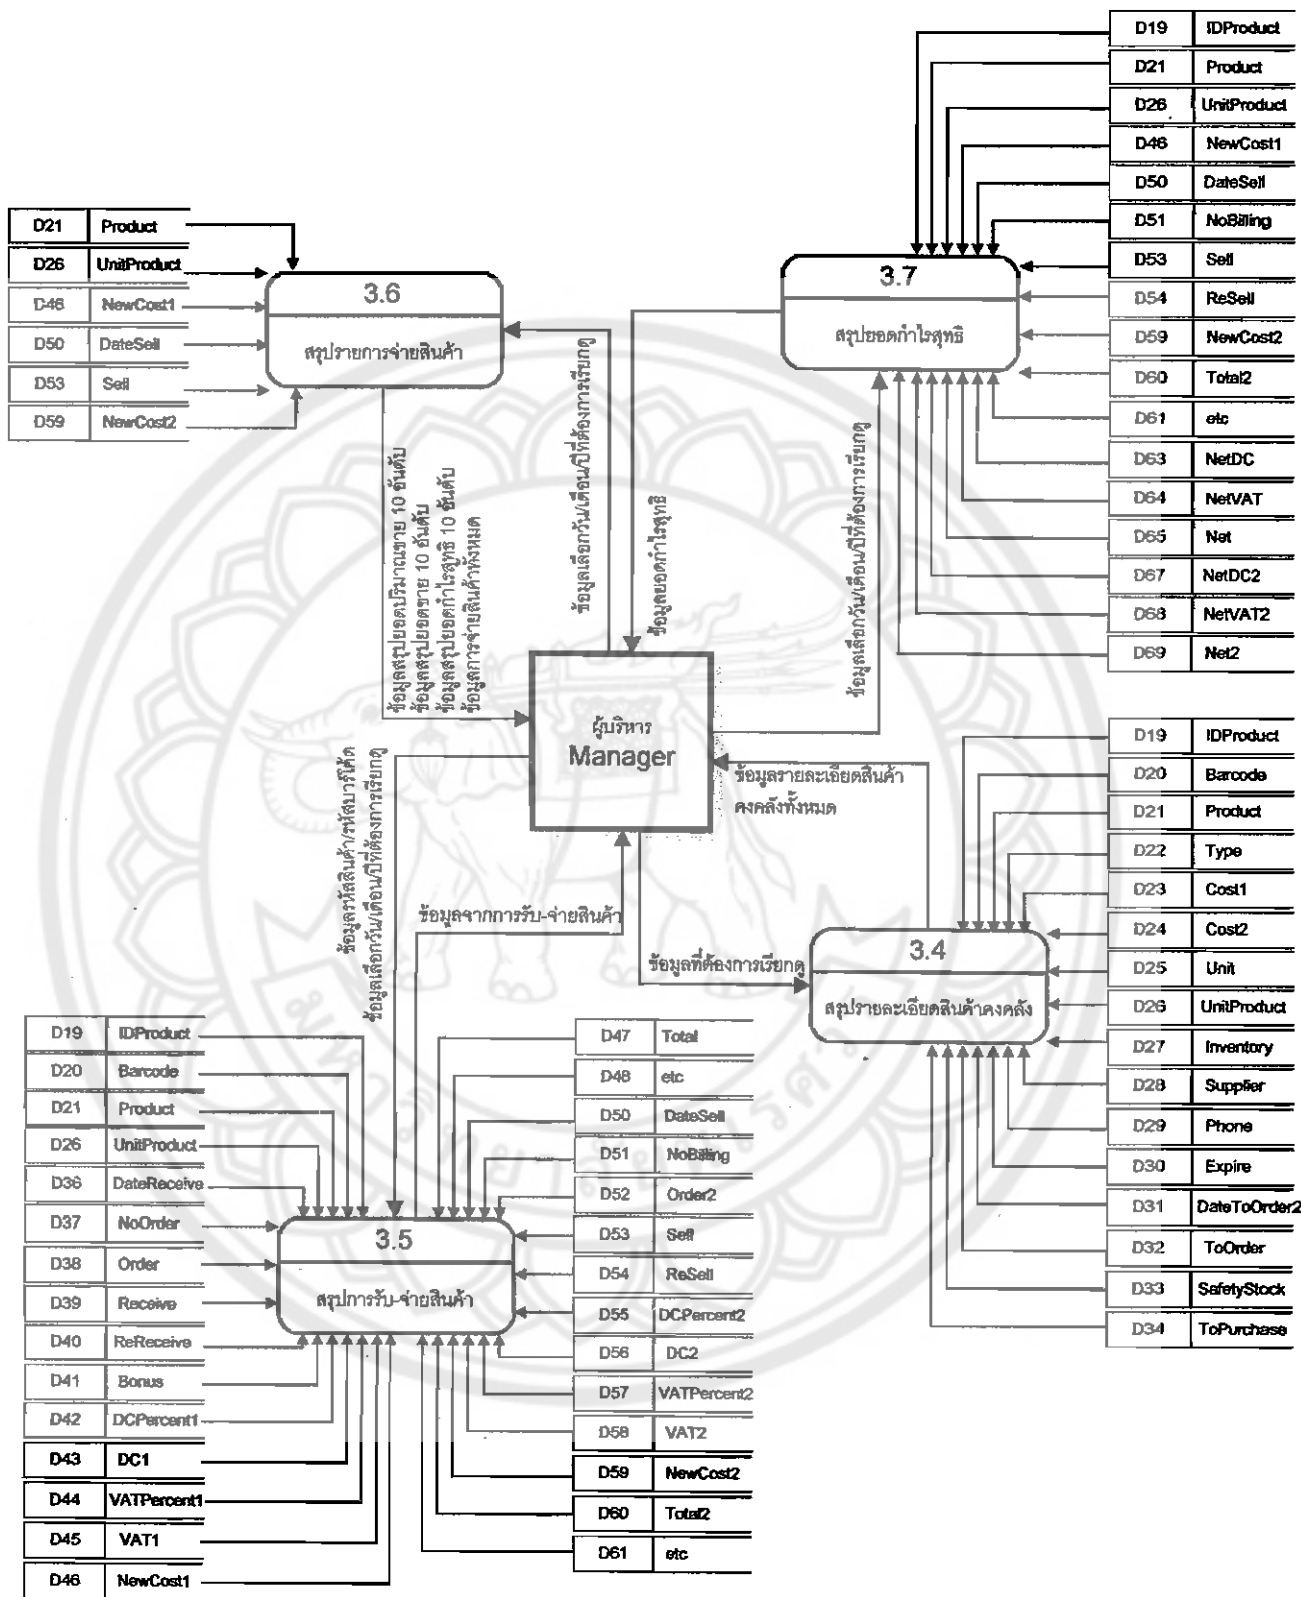 D19 IDProduct
D21 Product
D26 UnitProduct
D46 NewCost1
D50 DateSell
D51 NoBilling
D53 Sell
D54 ReSell
D59 NewCost2
D60 Total2
D61 etc
D63 NetDC
D64 NetVAT
D65 Net
D67 NetDC2
D68 NetVAT2
D69 Net2
3.7
สรุปยอดกำไรสุทธิ
D21 Product
D26 UnitProduct
D46 NewCost1
D50 DateSell
D53 Sell
D59 NewCost2
3.6
สรุปรายการจ่ายสินค้า
ข้อมูลสรุปยอดปริมาณขาย 10 อันดับ
ข้อมูลสรุปยอดขาย 10 อันดับ
ข้อมูลสรุปยอดกำไรสุทธิ 10 อันดับ
ข้อมูลการจ่ายสินค้าทั้งหมด
ข้อมูลเลือกวัน/เดือน/ปีที่ต้องการเรียกดู
ข้อมูลยอดกำไรสุทธิ
ข้อมูลเลือกวัน/เดือน/ปีที่ต้องการเรียกดู
ผู้บริหาร
Manager
ข้อมูลรายละเอียดสินค้า
คงคลังทั้งหมด
ข้อมูลรหัสสินค้า/รหัสบาร์โค้ด
ข้อมูลเลือกวัน/เดือน/ปีที่ต้องการเรียกดู
ข้อมูลจากการรับ-จ่ายสินค้า
ข้อมูลที่ต้องการเรียกดู
D19 IDProduct
D20 Barcode
D21 Product
D22 Type
D23 Cost1
D24 Cost2
D25 Unit
D26 UnitProduct
D27 Inventory
D28 Supplier
D29 Phone
D30 Expire
D31 DateToOrder2
D32 ToOrder
D33 SafetyStock
D34 ToPurchase
3.4
สรุปรายละเอียดสินค้าคงคลัง
D19 IDProduct
D20 Barcode
D21 Product
D26 UnitProduct
D36 DateReceive
D37 NoOrder
D38 Order
D39 Receive
D40 ReReceive
D41 Bonus
D42 DCPercent1
D43 DC1
D44 VATPercent1
D45 VAT1
D46 NewCost1
3.5
สรุปการรับ-จ่ายสินค้า
D47 Total
D48 etc
D50 DateSell
D51 NoBilling
D52 Order2
D53 Sell
D54 ReSell
D55 DCPercent2
D56 DC2
D57 VATPercent2
D58 VAT2
D59 NewCost2
D60 Total2
D61 etc